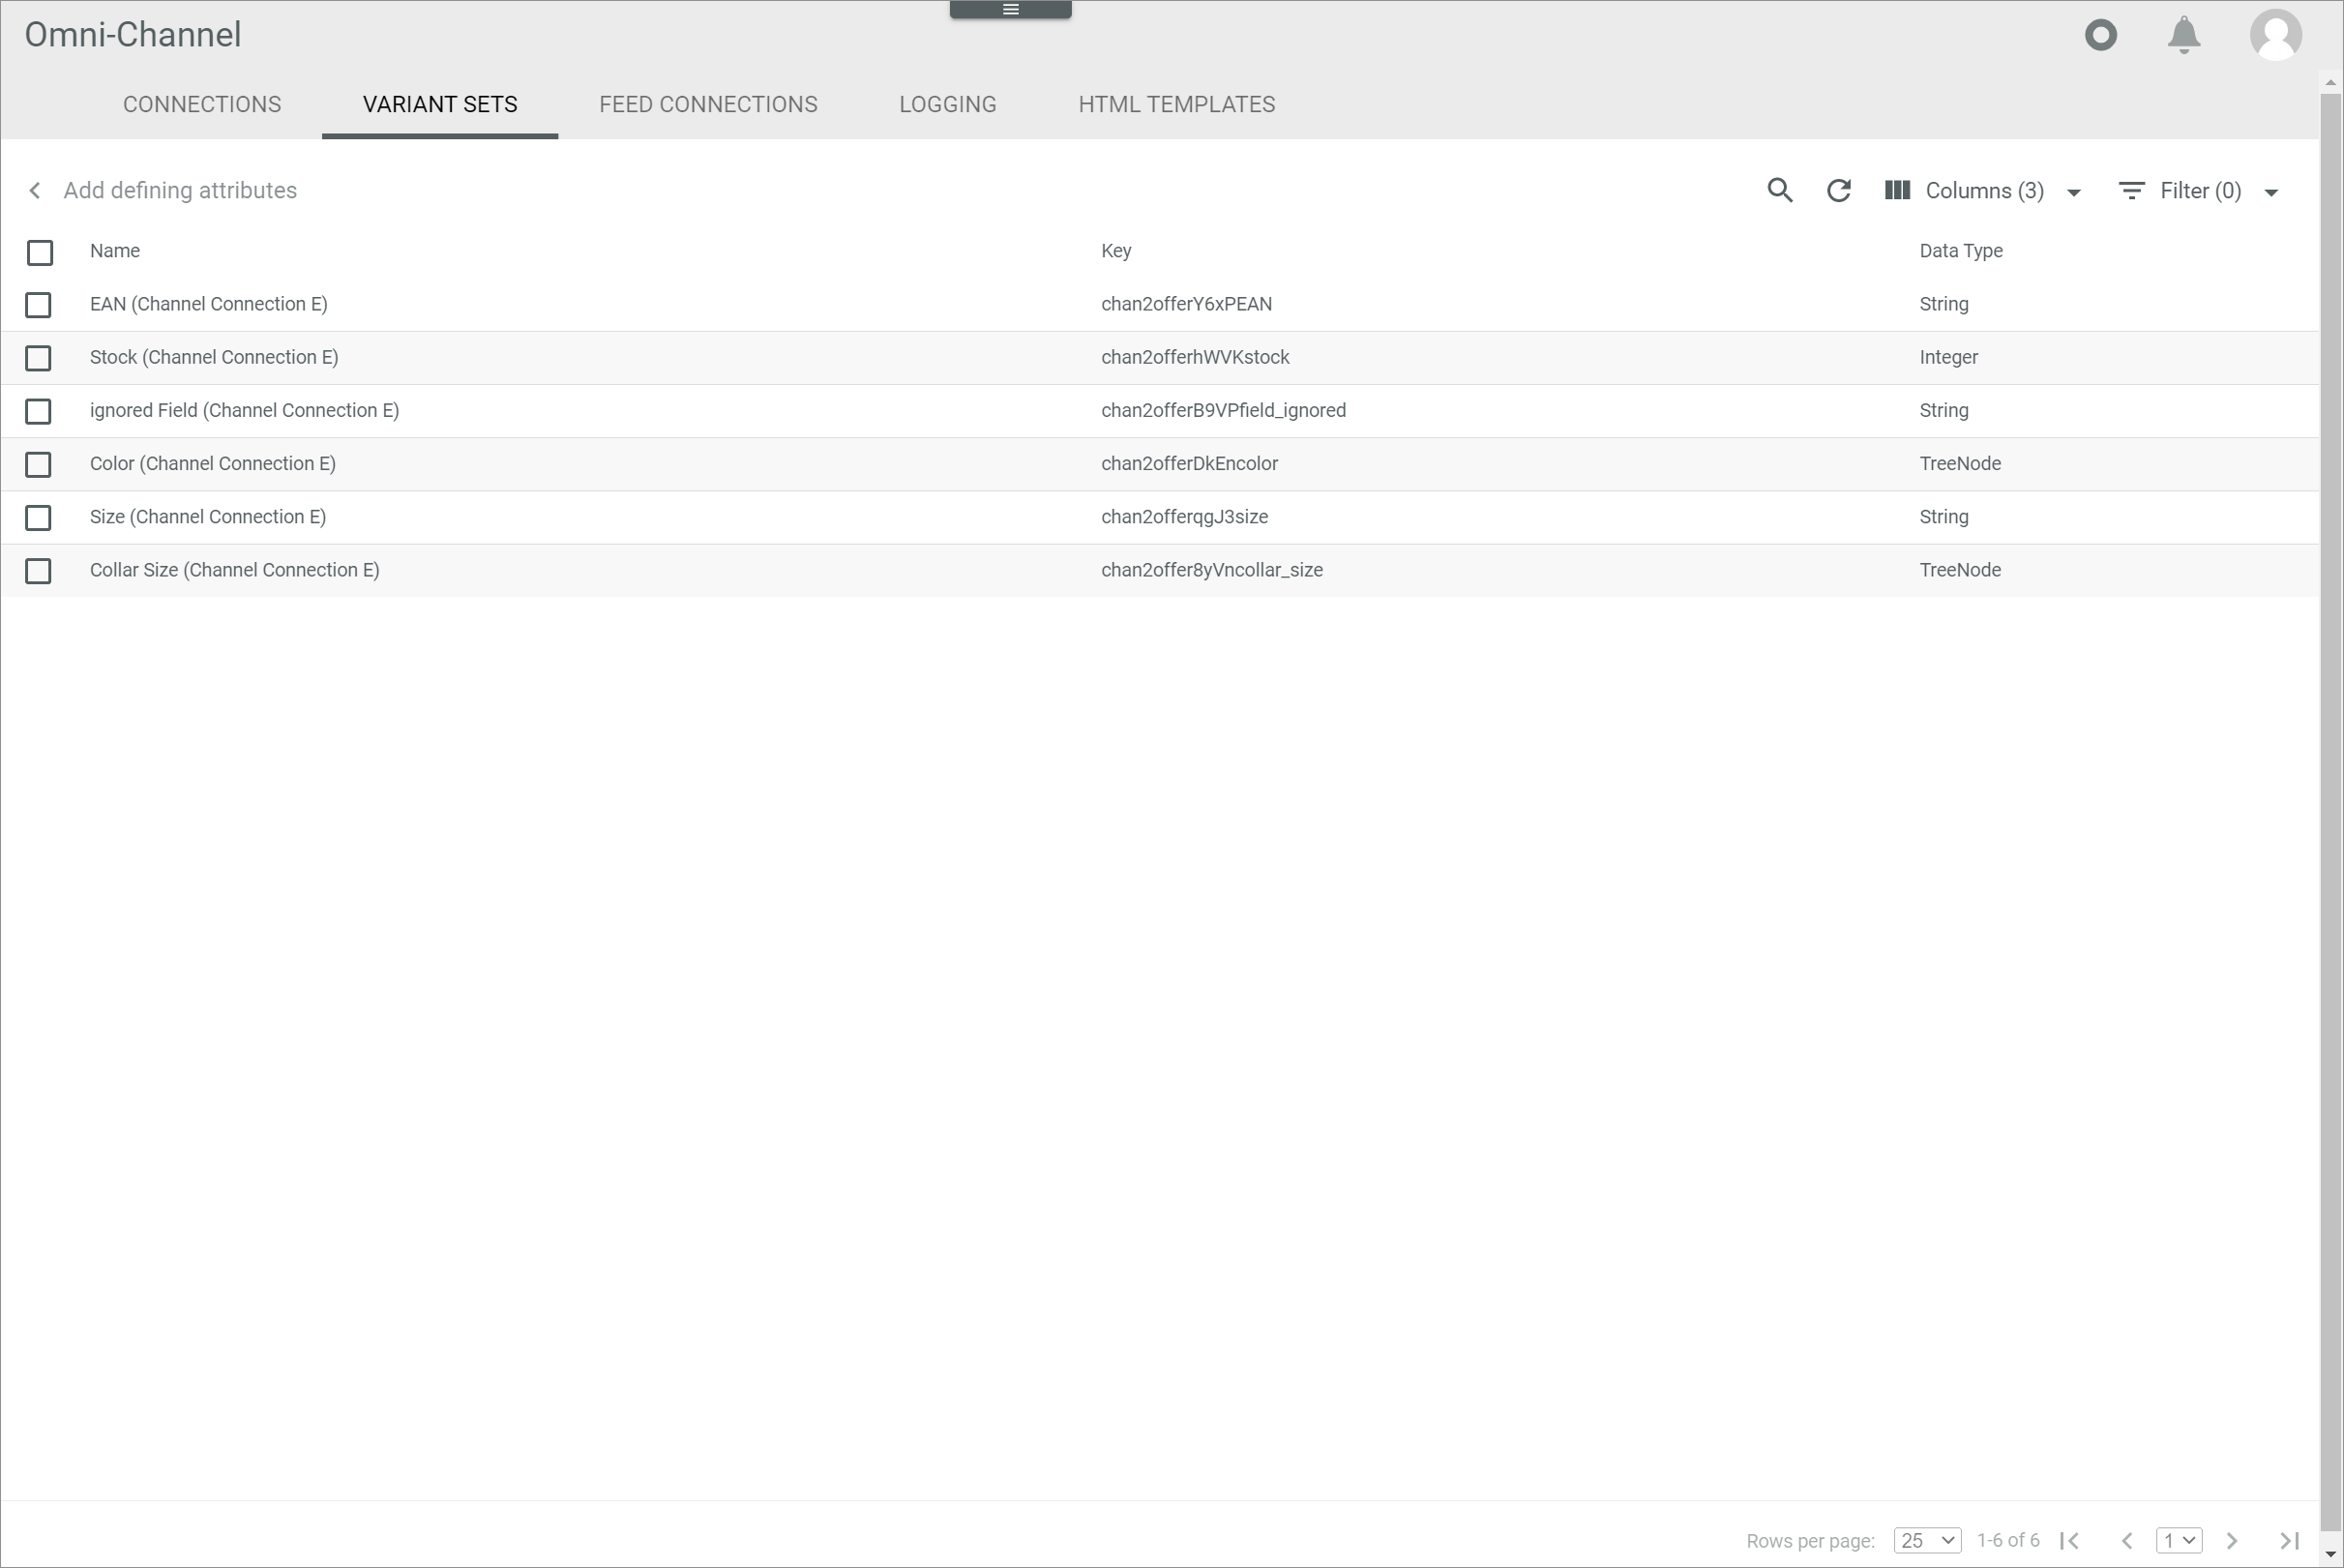 Omni-Channel
CONNECTIONS VARIANT SETS FEED CONNECTIONS LOGGING HTML TEMPLATES
Add defining attributes Columns (3) Filter (0)
Name Key Data Type
EAN (Channel Connection E) chan2offerY6xPEAN String
Stock (Channel Connection E) chan2offerhWVKstock Integer
ignored Field (Channel Connection E) chan2offerB9VPfield_ignored String
Color (Channel Connection E) chan2offerDkEncolor TreeNode
Size (Channel Connection E) chan2offerqgJ3size String
Collar Size (Channel Connection E) chan2offer8yVncollar_size TreeNode
Rows per page: 25 1-6 of 6 1